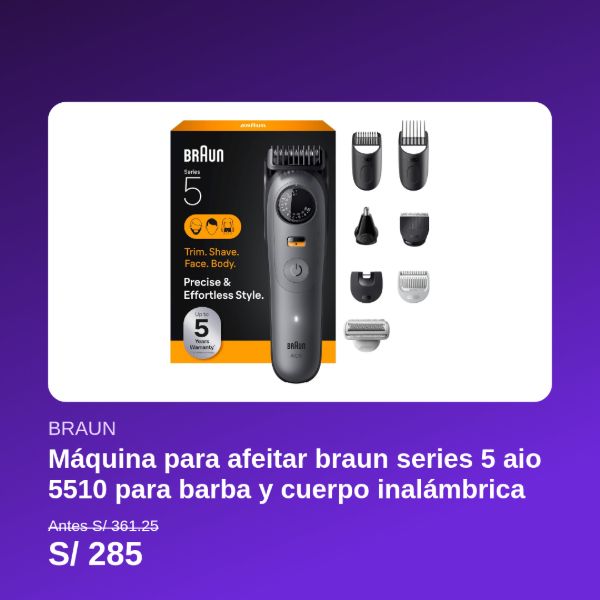 BRAUN
BRAUN
Series
5
Trim. Shave.
Face. Body.
Precise &
Effortless Style.
Up to
5
Years
Warranty
BRAUN
BRAUN
Máquina para afeitar braun series 5 aio
5510 para barba y cuerpo inalámbrica
Antes S/ 361.25
S/ 285